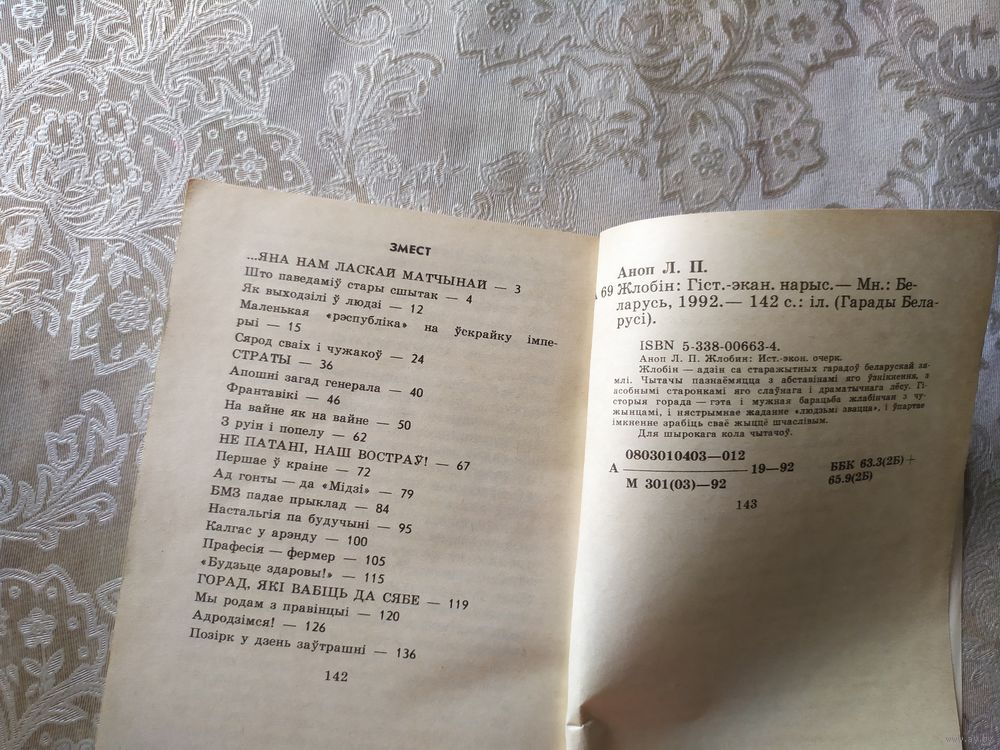 ЗМЕСТ
...ЯНА НАМ ЛАСКАЙ МАТЧЫНАЙ — 3
Што паведаміў стары сшытак — 4
Як выходзілі ў людзі — 12
Маленькая «рэспубліка» на ўскрайку імпе-
рыі — 15
Сярод сваіх і чужакоў — 24
СТРАТЫ — 36
Апошні загад генерала — 40
Франтавікі — 46
На вайне як на вайне — 50
З руін і попелу — 62
НЕ ПАТАНІ, НАШ ВОСТРАЎ! — 67
Першае ў краіне — 72
Ад гонты — да «Мідзі» — 79
БМЗ падае прыклад — 84
Настальгія па будучыні — 95
Калгас у арэнду — 100
Прафесія — фермер — 105
«Будзьце здаровы!» — 115
ГОРАД, ЯКІ ВАБІЦЬ ДА СЯБЕ — 119
Мы родам з правінцыі — 120
Адродзімся! — 126
Позірк у дзень заўтрашні — 136
142
Аноп Л. П.
А 69 Жлобін: Гіст.-экан. нарыс.— Мн.: Бе-
ларусь, 1992.— 142 с.: іл. (Гарады Бела-
русі).
ISBN 5-338-00663-4.
Аноп Л. П. Жлобин: Ист.-экон. очерк.
Жлобін — адзін са старажытных гарадоў беларускай зям-
лі. Чытачы пазнаёмяцца з абставінамі яго ўзнікнення, з
асобнымі старонкамі яго слаўнага і драматычнага лёсу. Гі-
сторыя горада — гэта і мужная барацьба жлабінчан з чу-
жынцамі, і нястрымнае жаданне «людзьмі звацца», і ўпартае
імкненне арабіць сваё жыццё шчаслівым.
Для шырокага кола чытачоў.
0803010403—012
А ———— 19—92
М 301(03)—92
ББК 63.3(2Б)+
65.9(2Б)
143
www.ay.by